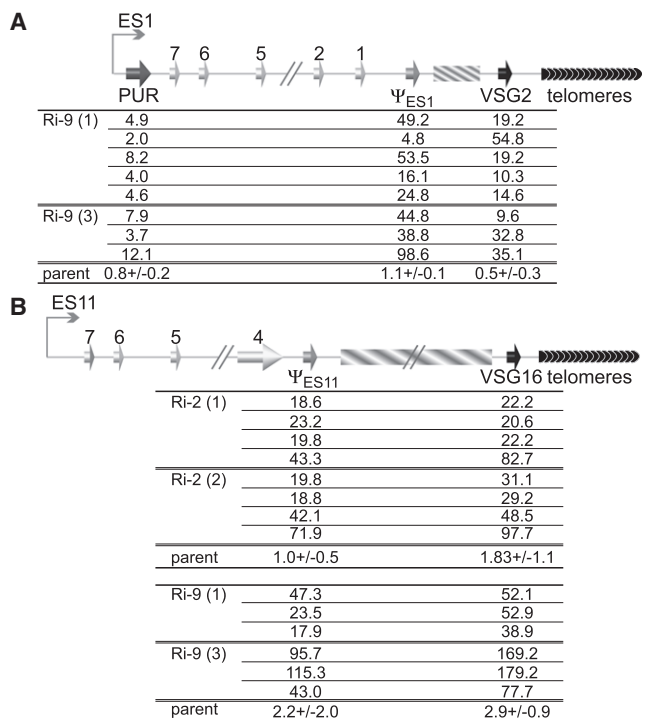 A
ES1
7 6 5 2 1
PUR Ψ_ES1 VSG2 telomeres
Ri-9 (1) 4.9 49.2 19.2
2.0 4.8 54.8
8.2 53.5 19.2
4.0 16.1 10.3
4.6 24.8 14.6
Ri-9 (3) 7.9 44.8 9.6
3.7 38.8 32.8
12.1 98.6 35.1
parent 0.8+/-0.2 1.1+/-0.1 0.5+/-0.3
B
ES11
7 6 5 4
Ψ_ES11 VSG16 telomeres
Ri-2 (1) 18.6 22.2
23.2 20.6
19.8 22.2
43.3 82.7
Ri-2 (2) 19.8 31.1
18.8 29.2
42.1 48.5
71.9 97.7
parent 1.0+/-0.5 1.83+/-1.1
Ri-9 (1) 47.3 52.1
23.5 52.9
17.9 38.9
Ri-9 (3) 95.7 169.2
115.3 179.2
43.0 77.7
parent 2.2+/-2.0 2.9+/-0.9